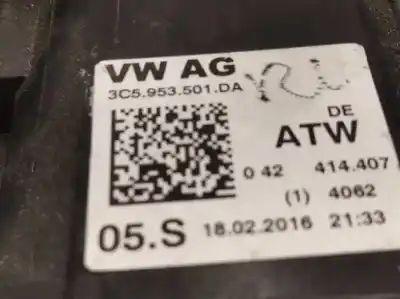 VW AG
3C5.953.501.DA
DE
ATW
0 42 414.407
(1) 4062
05.S 18.02.2016 21:33